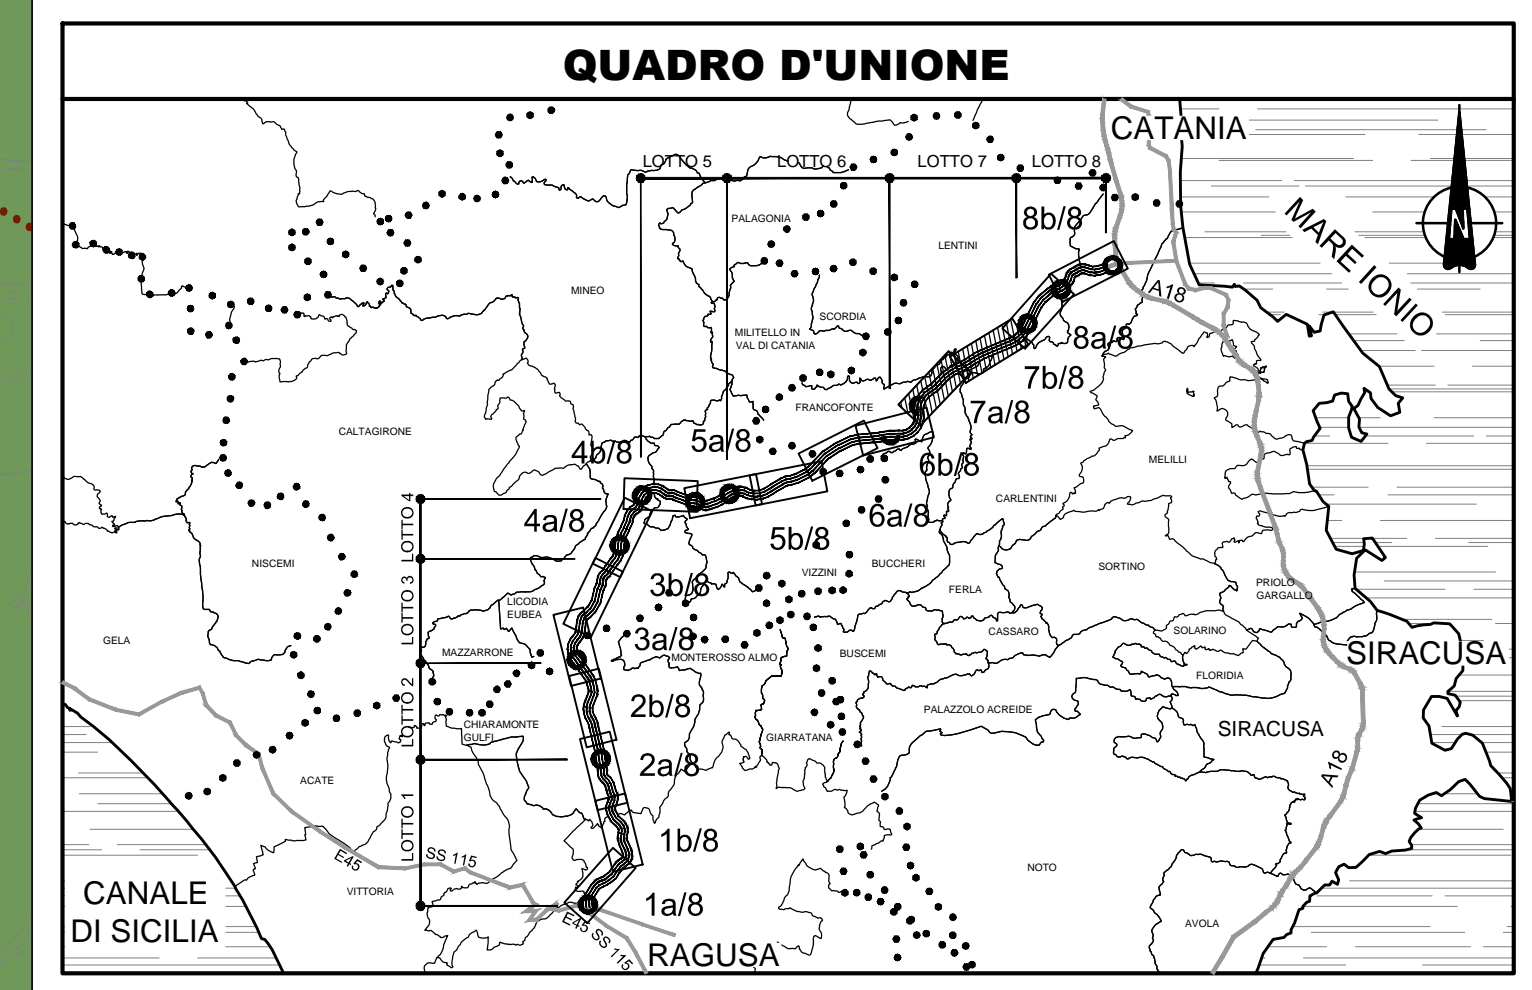 QUADRO D'UNIONE
CATANIA
LOTTO 5
LOTTO 6
LOTTO 7
LOTTO 8
PALAGONIA
8b/8
LENTINI
MARE IONIO
N
MINEO
A18
SCORDIA
MILITELLO IN
VAL DI CATANIA
8a/8
7b/8
FRANCOFONTE
7a/8
CALTAGIRONE
4b/8
5a/8
6b/8
MELILLI
CARLENTINI
4a/8
6a/8
LOTTO 4
5b/8
NISCEMI
BUCCHERI
VIZZINI
SORTINO
3b/8
FERLA
PRIOLO
GARGALLO
LOTTO 3
LICODIA
EUBEA
GELA
3a/8
CASSARO
SOLARINO
MAZZARRONE
MONTEROSSO ALMO
BUSCEMI
SIRACUSA
FLORIDIA
LOTTO 2
2b/8
PALAZZOLO ACREIDE
CHIARAMONTE
GULFI
GIARRATANA
SIRACUSA
2a/8
ACATE
A18
LOTTO 1
1b/8
E45
SS 115
NOTO
CANALE
DI SICILIA
VITTORIA
1a/8
E45 SS 115
AVOLA
RAGUSA